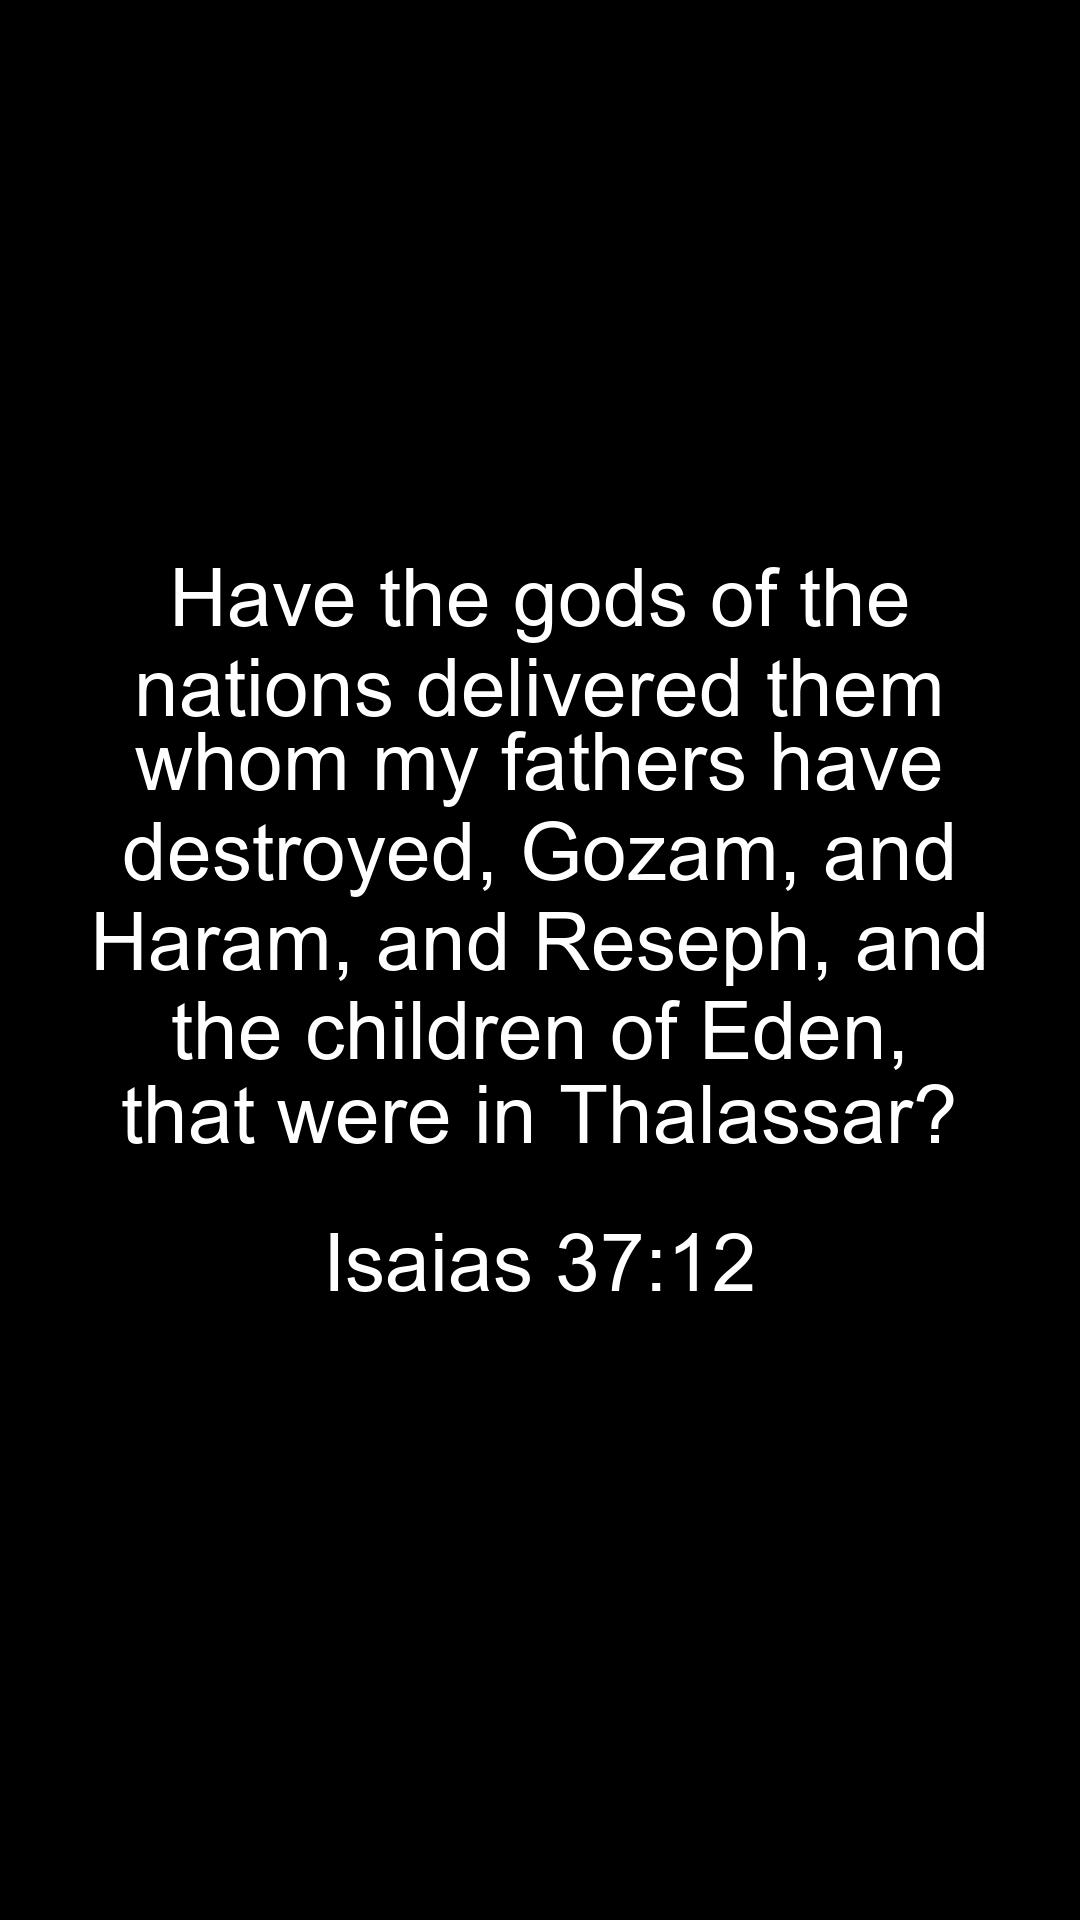 Have the gods of the
nations delivered them
whom my fathers have
destroyed, Gozam, and
Haram, and Reseph, and
the children of Eden,
that were in Thalassar?
Isaias 37:12